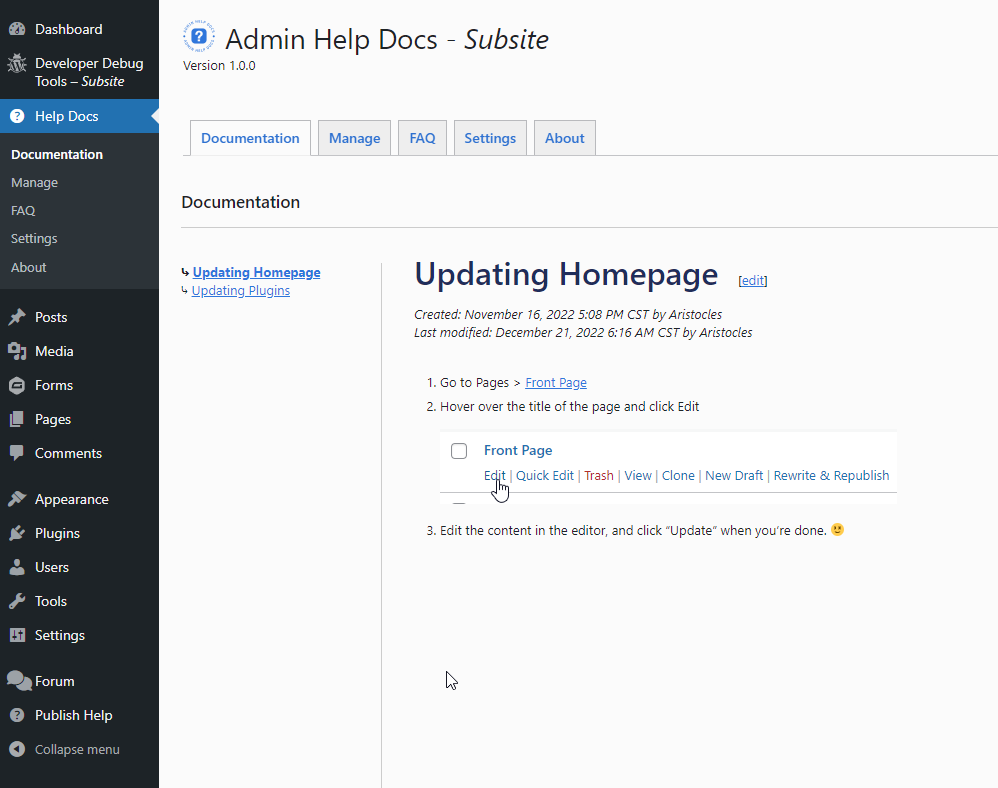 Dashboard
Developer Debug
Tools – Subsite
Help Docs
Documentation
Manage
FAQ
Settings
About
Posts
Media
Forms
Pages
Comments
Appearance
Plugins
Users
Tools
Settings
Forum
Publish Help
Collapse menu
Admin Help Docs - Subsite
Version 1.0.0
Documentation
Manage
FAQ
Settings
About
Documentation
↳ Updating Homepage
↳ Updating Plugins
Updating Homepage [edit]
Created: November 16, 2022 5:08 PM CST by Aristocles
Last modified: December 21, 2022 6:16 AM CST by Aristocles
1. Go to Pages > Front Page
2. Hover over the title of the page and click Edit
Front Page
Edit | Quick Edit | Trash | View | Clone | New Draft | Rewrite & Republish
3. Edit the content in the editor, and click “Update” when you’re done. 🙂